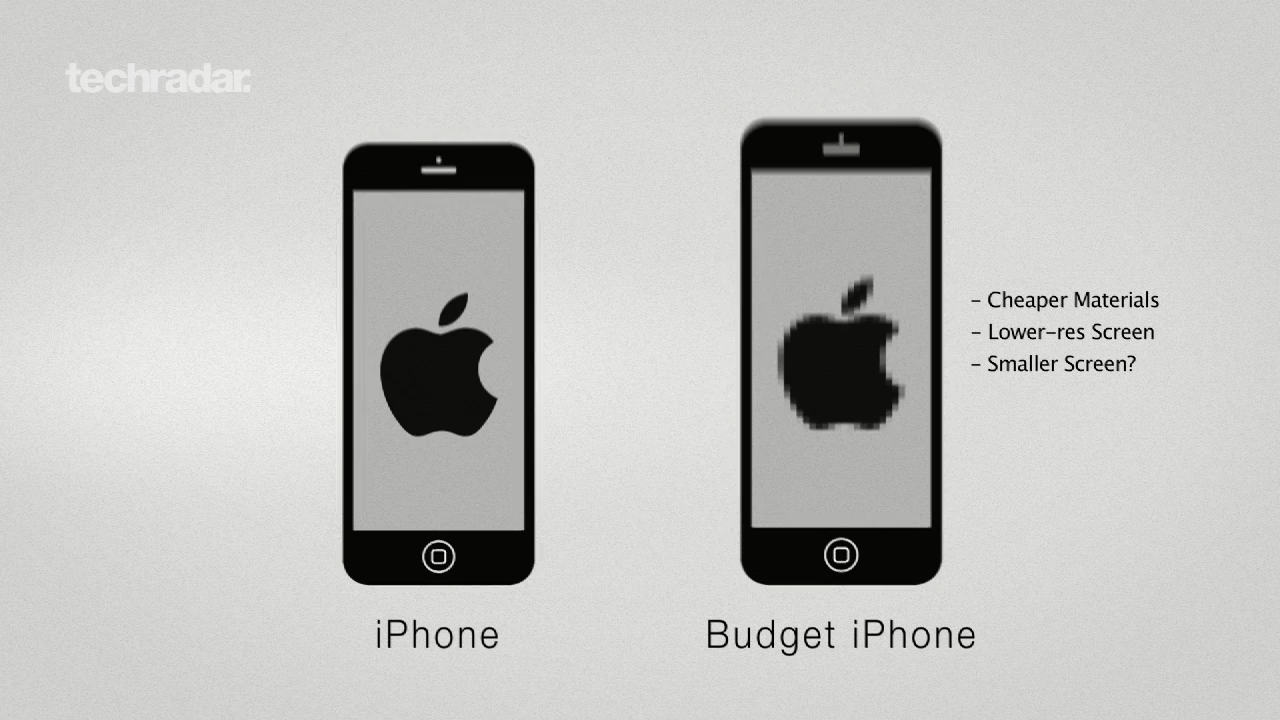 techradar.
iPhone
Budget iPhone
– Cheaper Materials
– Lower-res Screen
– Smaller Screen?